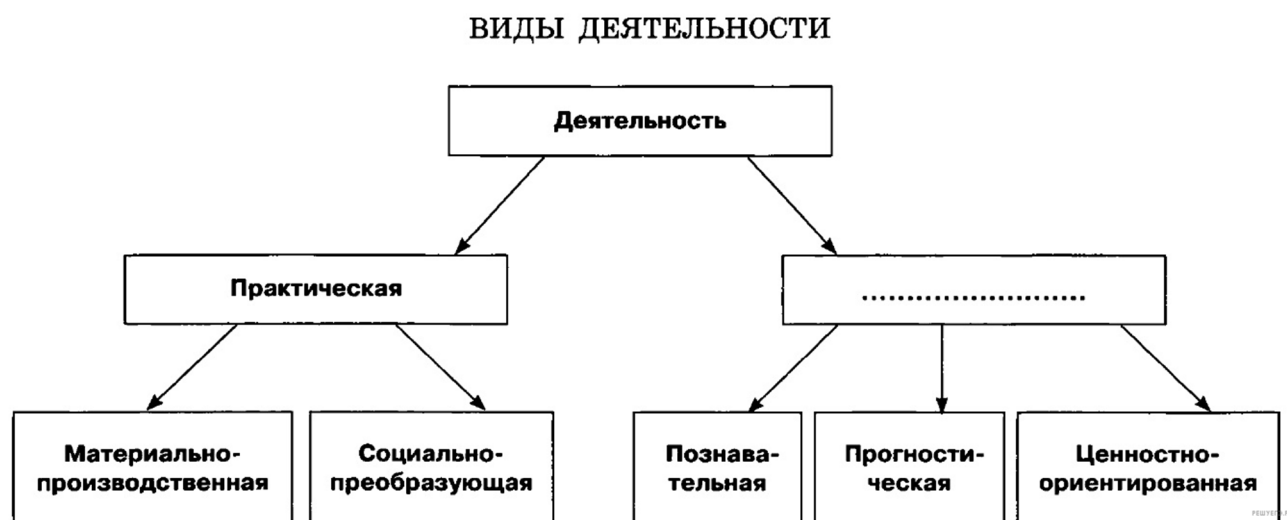 ВИДЫ ДЕЯТЕЛЬНОСТИ
Деятельность
Практическая
........................
Материально-
производственная
Социально-
преобразующая
Познава-
тельная
Прогности-
ческая
Ценностно-
ориентированная